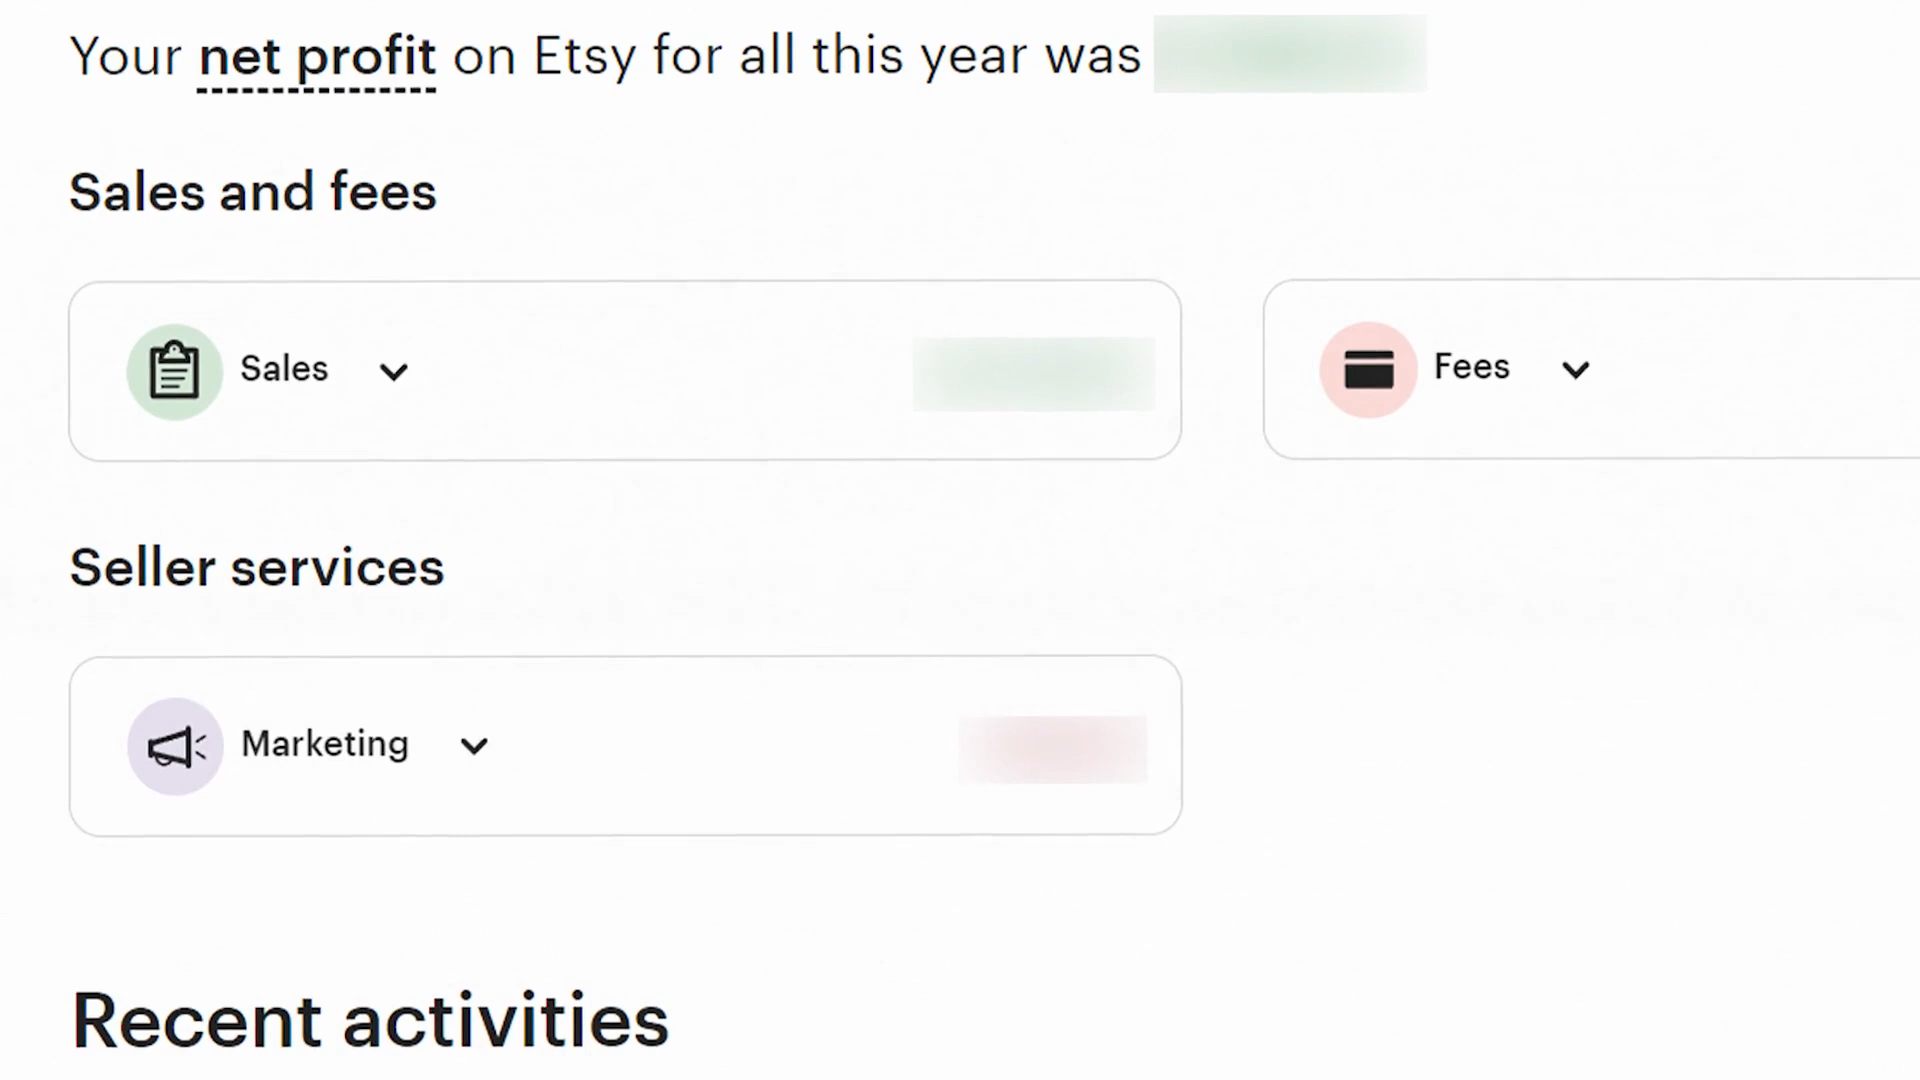 Your net profit on Etsy for all this year was
Sales and fees
Sales
Fees
Seller services
Marketing
Recent activities